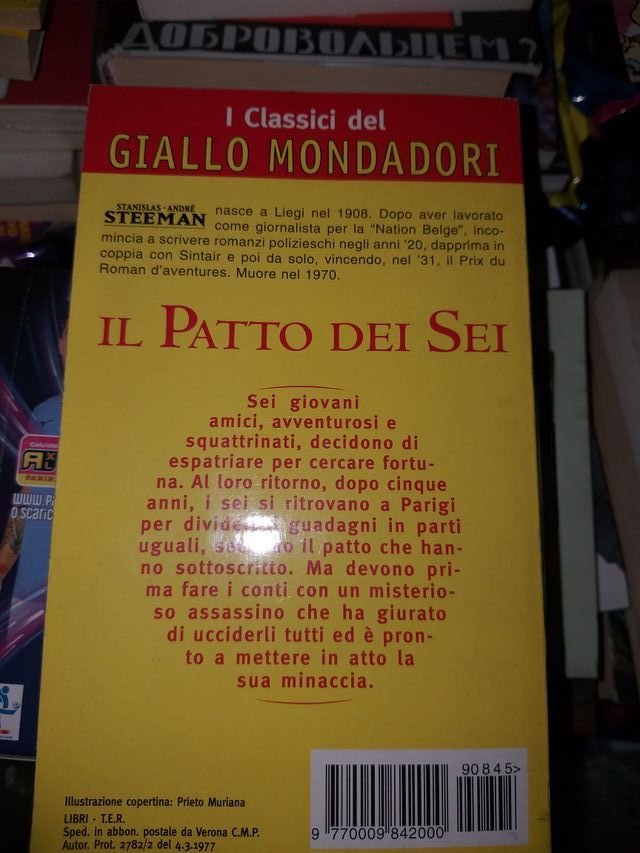 ДОБРОВОЛЬЦЕМ?
I Classici del
GIALLO MONDADORI
STANISLAS-ANDRÉ
STEEMAN nasce a Liegi nel 1908. Dopo aver lavorato
come giornalista per la "Nation Belge", inco-
mincia a scrivere romanzi polizieschi negli anni '20, dapprima in
coppia con Sintair e poi da solo, vincendo, nel '31, il Prix du
Roman d'aventures. Muore nel 1970.
IL PATTO DEI SEI
Sei giovani
amici, avventurosi e
squattrinati, decidono di
espatriare per cercare fortu-
na. Al loro ritorno, dopo cinque
anni, i sei si ritrovano a Parigi
per guadagni in parti
uguali, il patto che han-
no sottoscritto. Ma devono pri-
ma fare i conti con un misterio-
so assassino che ha giurato
di ucciderli tutti ed è pron-
to a mettere in atto la
sua minaccia.
Calciato
PANINI
WWW.Pa
O scaric
90845>
9 770009 842000
Illustrazione copertina: Prieto Muriana
LIBRI - T.E.R.
Sped. in abbon. postale da Verona C.M.P.
Autor. Prot. 2782/2 del 4.3.1977